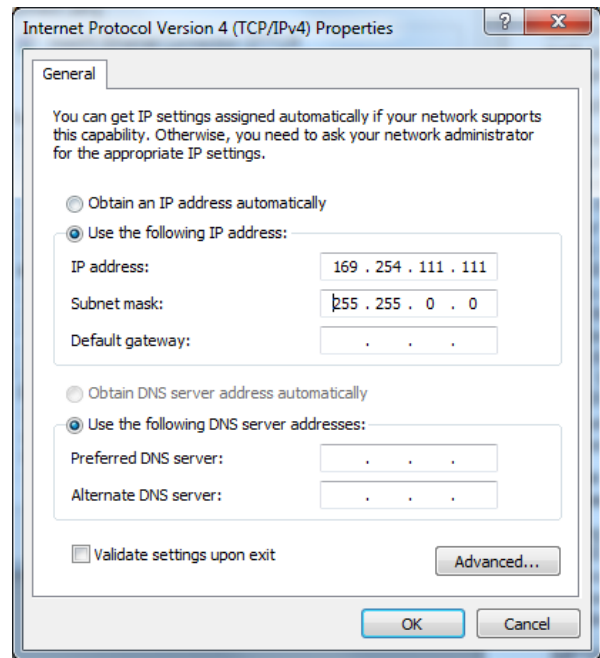 Internet Protocol Version 4 (TCP/IPv4) Properties
?
X
General
You can get IP settings assigned automatically if your network supports
this capability. Otherwise, you need to ask your network administrator
for the appropriate IP settings.
Obtain an IP address automatically
Use the following IP address:
IP address: 169 . 254 . 111 . 111
Subnet mask: 255 . 255 . 0 . 0
Default gateway: . . .
Obtain DNS server address automatically
Use the following DNS server addresses:
Preferred DNS server: . . .
Alternate DNS server: . . .
Validate settings upon exit
Advanced...
OK Cancel